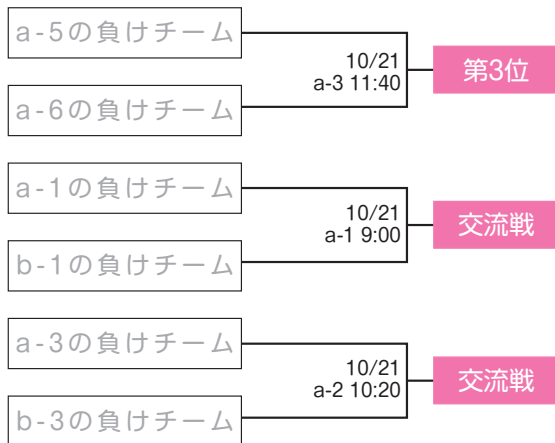 a-5の負けチーム
10/21
a-3 11:40
第3位
a-6の負けチーム
a-1の負けチーム
10/21
a-1 9:00
交流戦
b-1の負けチーム
a-3の負けチーム
10/21
a-2 10:20
交流戦
b-3の負けチーム